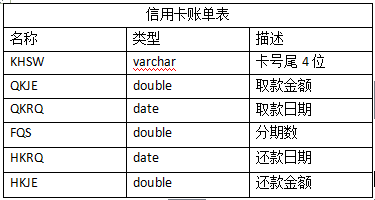 信用卡账单表
名称 类型 描述
KHSW varchar 卡号尾 4 位
QKJE double 取款金额
QKRQ date 取款日期
FQS double 分期数
HKRQ date 还款日期
HKJE double 还款金额